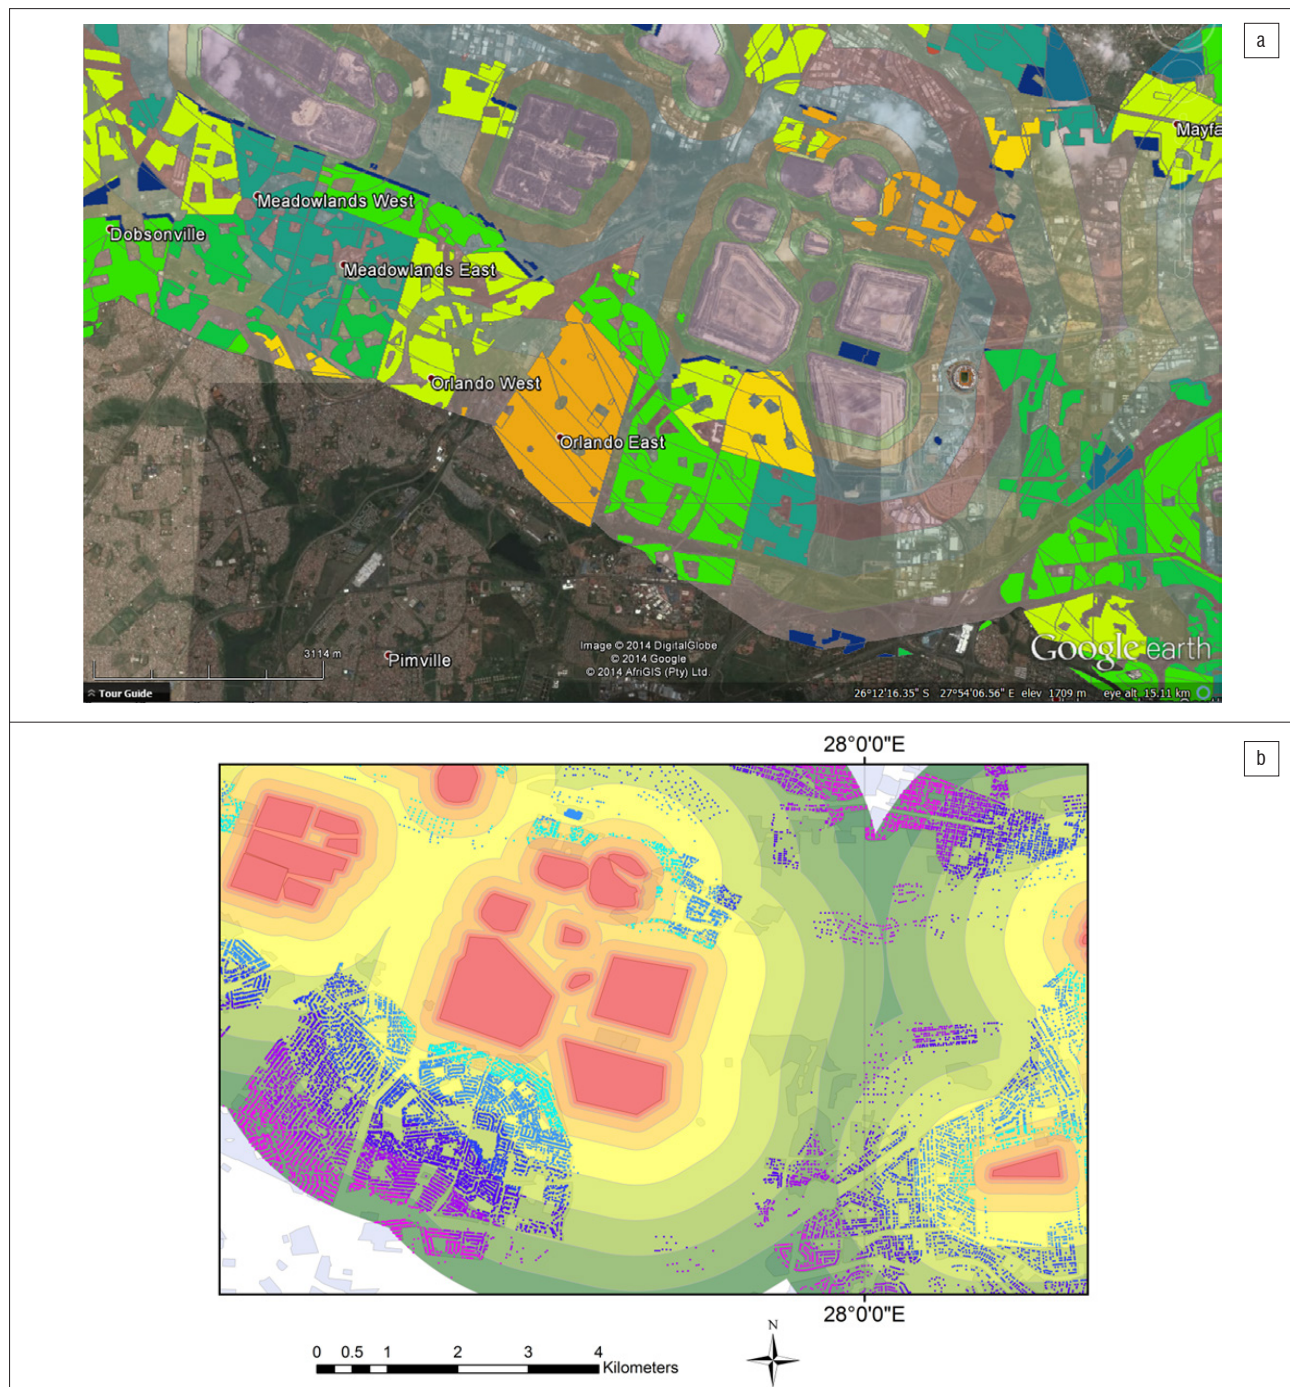 a
Mayfa
Meadowlands West
Dobsonville
Meadowlands East
Orlando West
Orlando East
Image © 2014 DigitalGlobe
© 2014 Google
© 2014 AfriGIS (Pty) Ltd.
Google earth
3114 m
Pimville
Tour Guide
26°12'16.35" S 27°54'06.56" E elev 1709 m eye alt 15.11 km
28°0'0"E
b
28°0'0"E
N
0 0.5 1 2 3 4
Kilometers